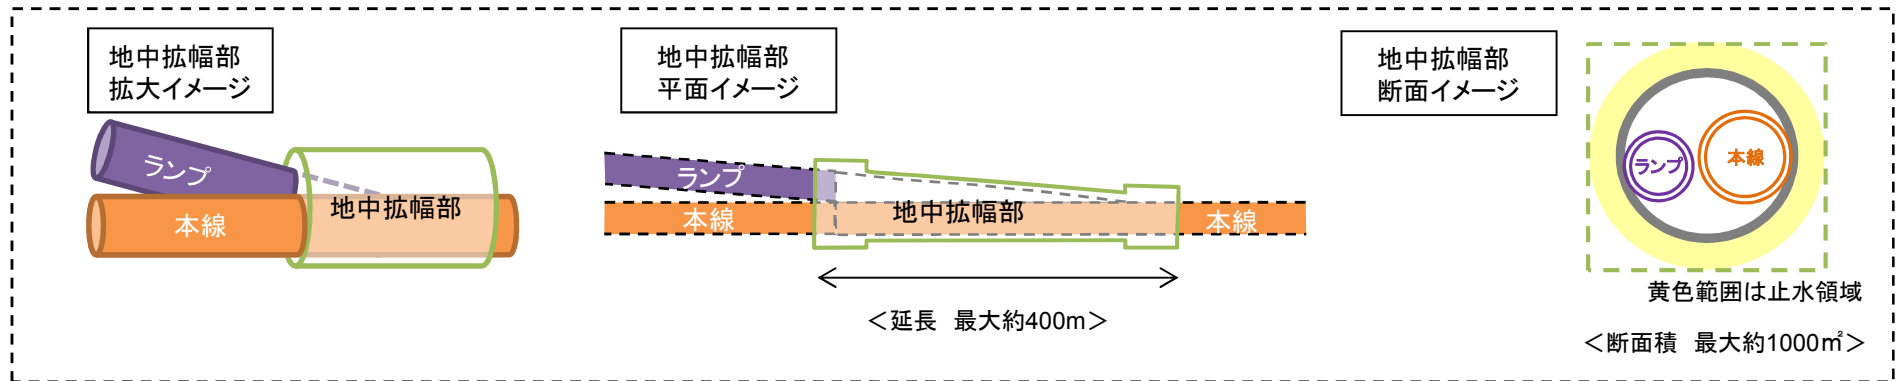 地中拡幅部
拡大イメージ
ランプ
本線
地中拡幅部
地中拡幅部
平面イメージ
ランプ
本線
地中拡幅部
本線
＜延長　最大約400m＞
地中拡幅部
断面イメージ
ランプ
本線
黄色範囲は止水領域
＜断面積　最大約1000㎡＞